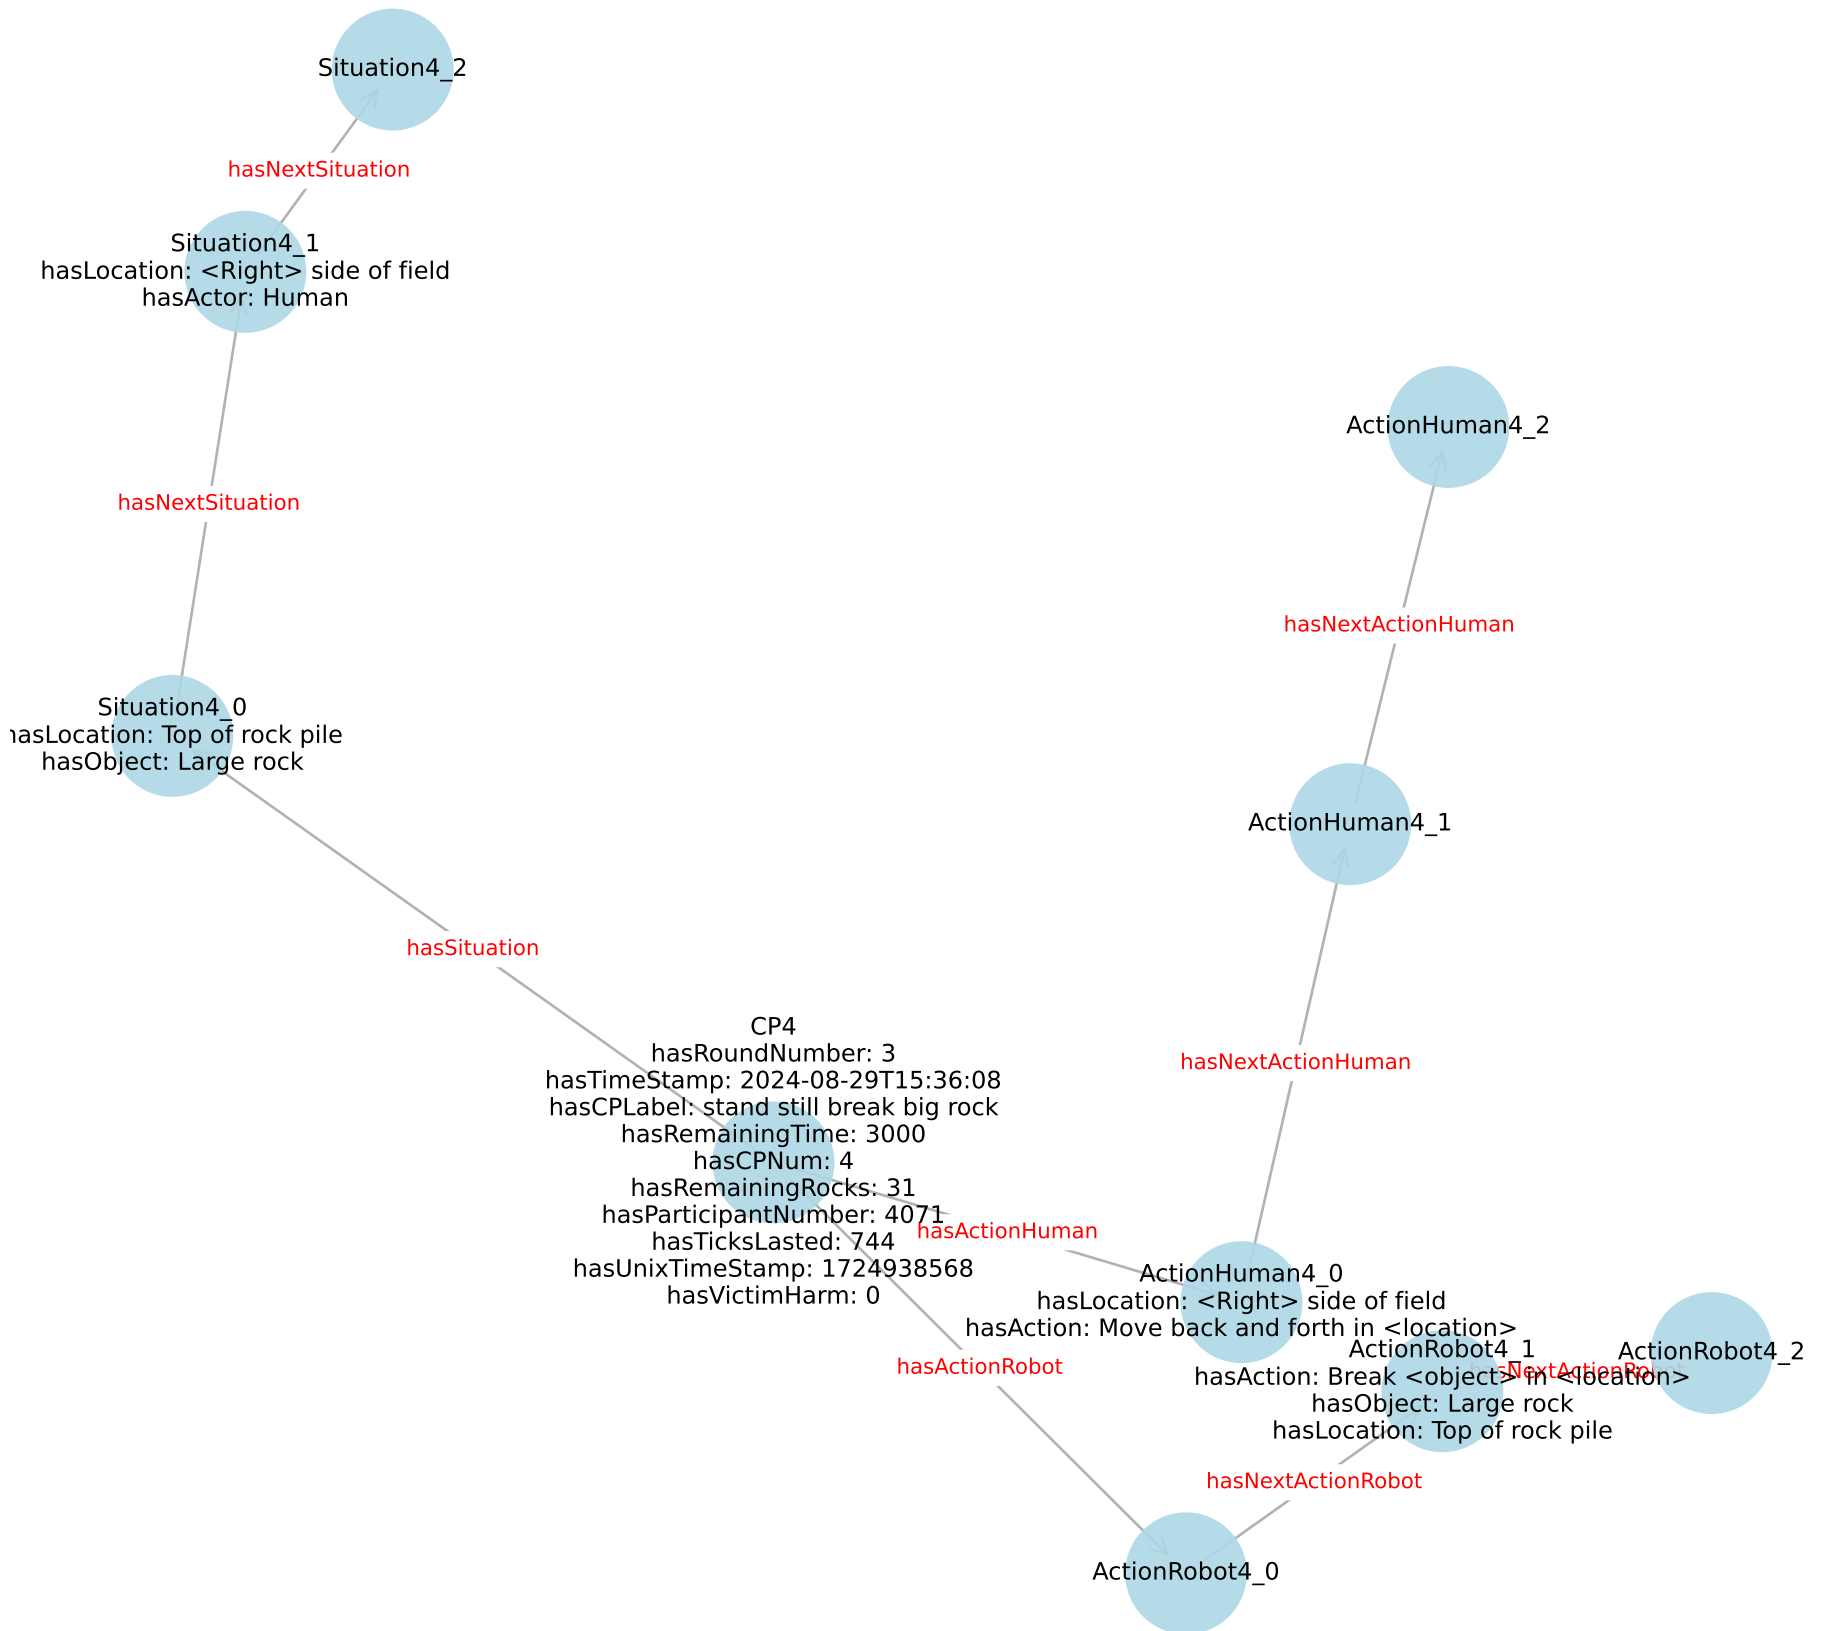 Situation4_2
hasNextSituation
Situation4_1
hasLocation: <Right> side of field
hasActor: Human
ActionHuman4_2
hasNextSituation
hasNextActionHuman
Situation4_0
hasLocation: Top of rock pile
hasObject: Large rock
ActionHuman4_1
hasSituation
CP4
hasRoundNumber: 3
hasTimeStamp: 2024-08-29T15:36:08
hasCPLabel: stand still break big rock
hasRemainingTime: 3000
hasCPNum: 4
hasRemainingRocks: 31
hasParticipantNumber: 4071
hasTicksLasted: 744
hasUnixTimeStamp: 1724938568
hasVictimHarm: 0
hasNextActionHuman
hasActionHuman
ActionHuman4_0
hasLocation: <Right> side of field
hasAction: Move back and forth in <location>
ActionRobot4_1
hasAction: Break <object> in <location>
hasObject: Large rock
hasLocation: Top of rock pile
hasNextActionRobot
ActionRobot4_2
hasActionRobot
hasNextActionRobot
ActionRobot4_0